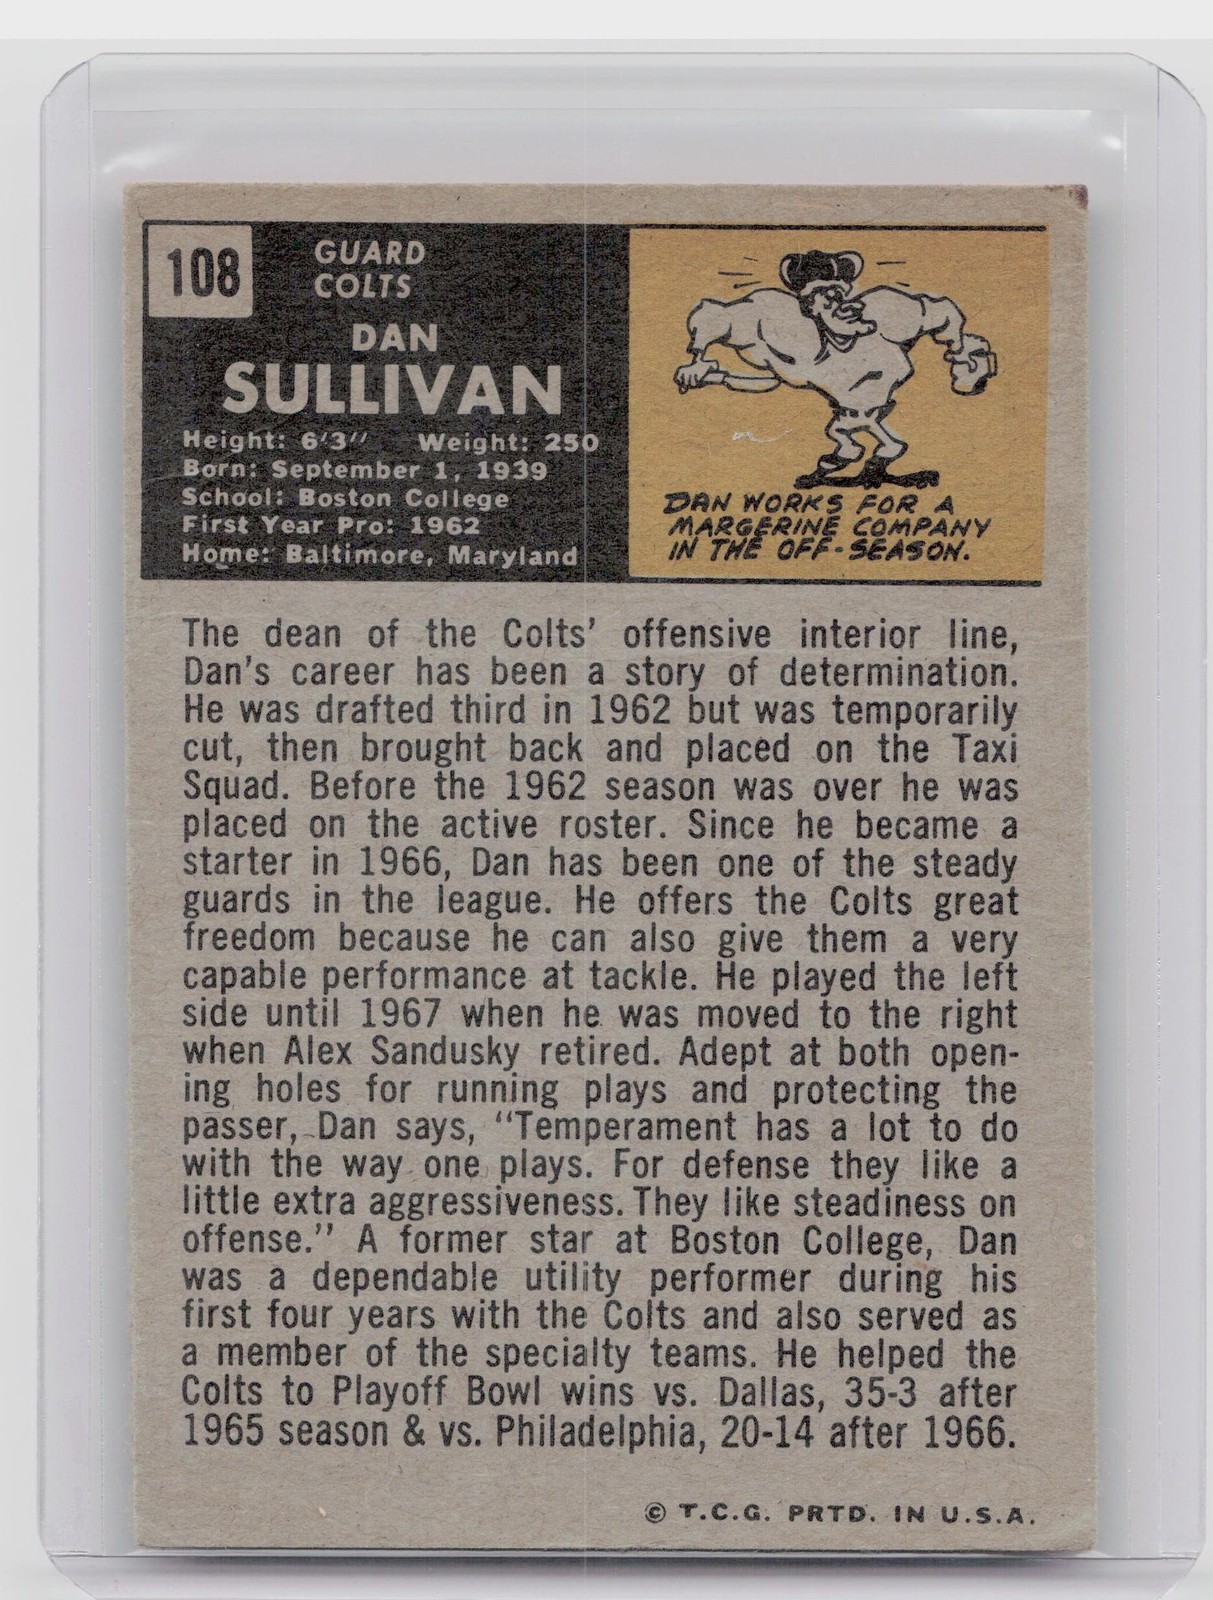 108
GUARD
COLTS
DAN
SULLIVAN
Height: 6'3" Weight: 250
Born: September 1, 1939
School: Boston College
First Year Pro: 1962
Home: Baltimore, Maryland
DAN WORKS FOR A
MARGERINE COMPANY
IN THE OFF-SEASON.
The dean of the Colts' offensive interior line,
Dan's career has been a story of determination.
He was drafted third in 1962 but was temporarily
cut, then brought back and placed on the Taxi
Squad. Before the 1962 season was over he was
placed on the active roster. Since he became a
starter in 1966, Dan has been one of the steady
guards in the league. He offers the Colts great
freedom because he can also give them a very
capable performance at tackle. He played the left
side until 1967 when he was moved to the right
when Alex Sandusky retired. Adept at both open-
ing holes for running plays and protecting the
passer, Dan says, "Temperament has a lot to do
with the way one plays. For defense they like a
little extra aggressiveness. They like steadiness on
offense." A former star at Boston College, Dan
was a dependable utility performer during his
first four years with the Colts and also served as
a member of the specialty teams. He helped the
Colts to Playoff Bowl wins vs. Dallas, 35-3 after
1965 season & vs. Philadelphia, 20-14 after 1966.
© T.C.G. PRTD. IN U.S.A.